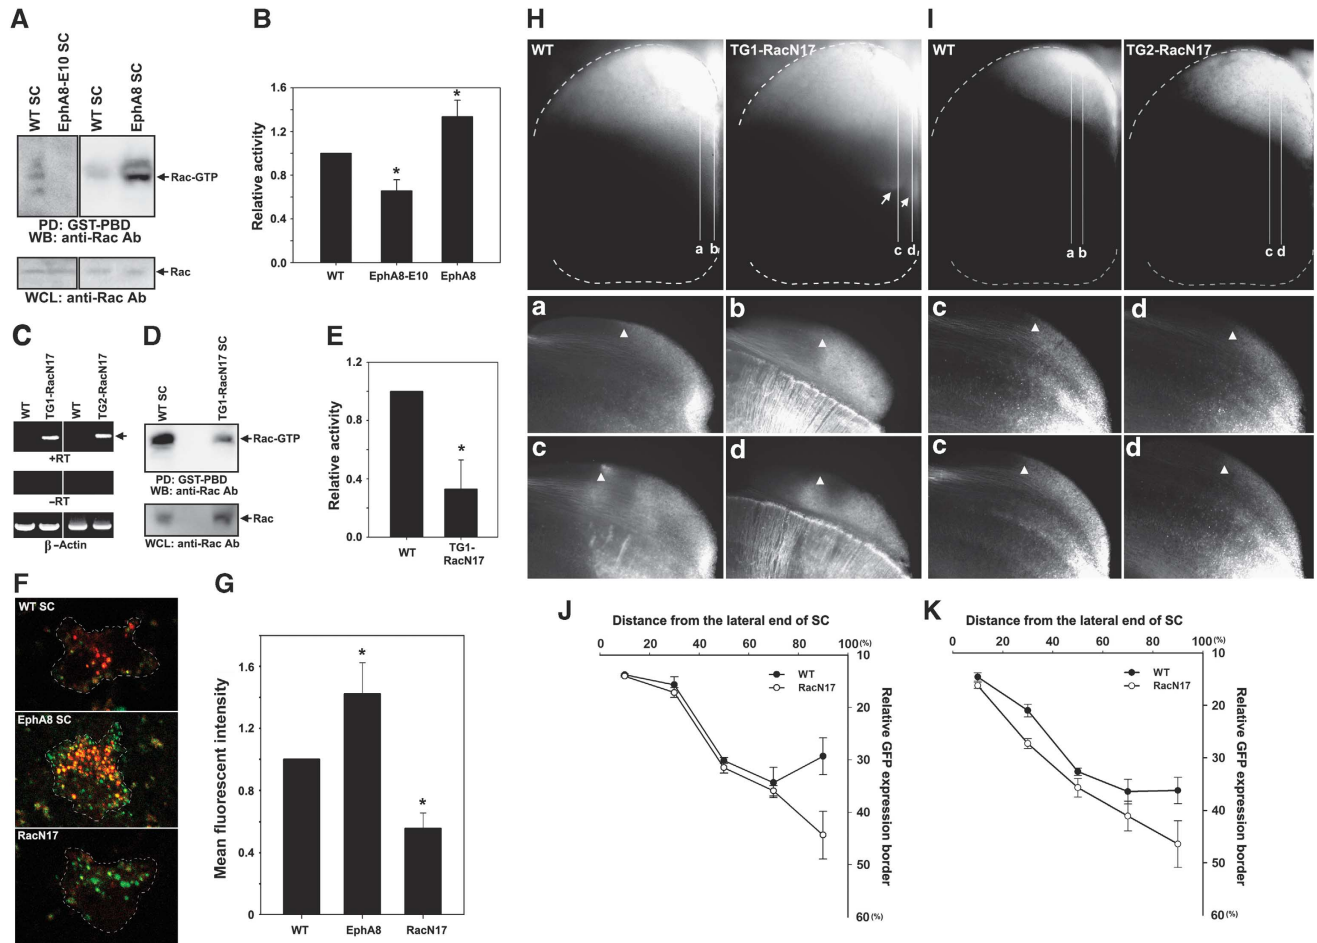 A
WT SC
EphA8-E10 SC
WT SC
EphA8 SC
Rac-GTP
PD: GST-PBD
WB: anti-Rac Ab
Rac
WCL: anti-Rac Ab
B
Relative activity
1.6
1.2
0.8
0.4
0.0
*
*
WT
EphA8-E10
EphA8
C
WT
TG1-RacN17
WT
TG2-RacN17
+RT
–RT
β-Actin
D
WT SC
TG1-RacN17 SC
Rac-GTP
PD: GST-PBD
WB: anti-Rac Ab
Rac
WCL: anti-Rac Ab
E
Relative activity
1.2
0.8
0.4
0.0
*
WT
TG1-
RacN17
F
WT SC
EphA8 SC
RacN17
G
Mean fluorescent intensity
1.6
1.2
0.8
0.4
0
*
*
WT
EphA8
RacN17
H
WT
TG1-RacN17
a b
c d
a
b
c
d
I
WT
TG2-RacN17
a b
c d
c
d
c
d
J
Distance from the lateral end of SC
0 20 40 60 80 100(%)
WT
RacN17
10
20
30
40
50
60(%)
Relative GFP expression border
K
Distance from the lateral end of SC
0 20 40 60 80 100(%)
WT
RacN17
10
20
30
40
50
60(%)
Relative GFP expression border